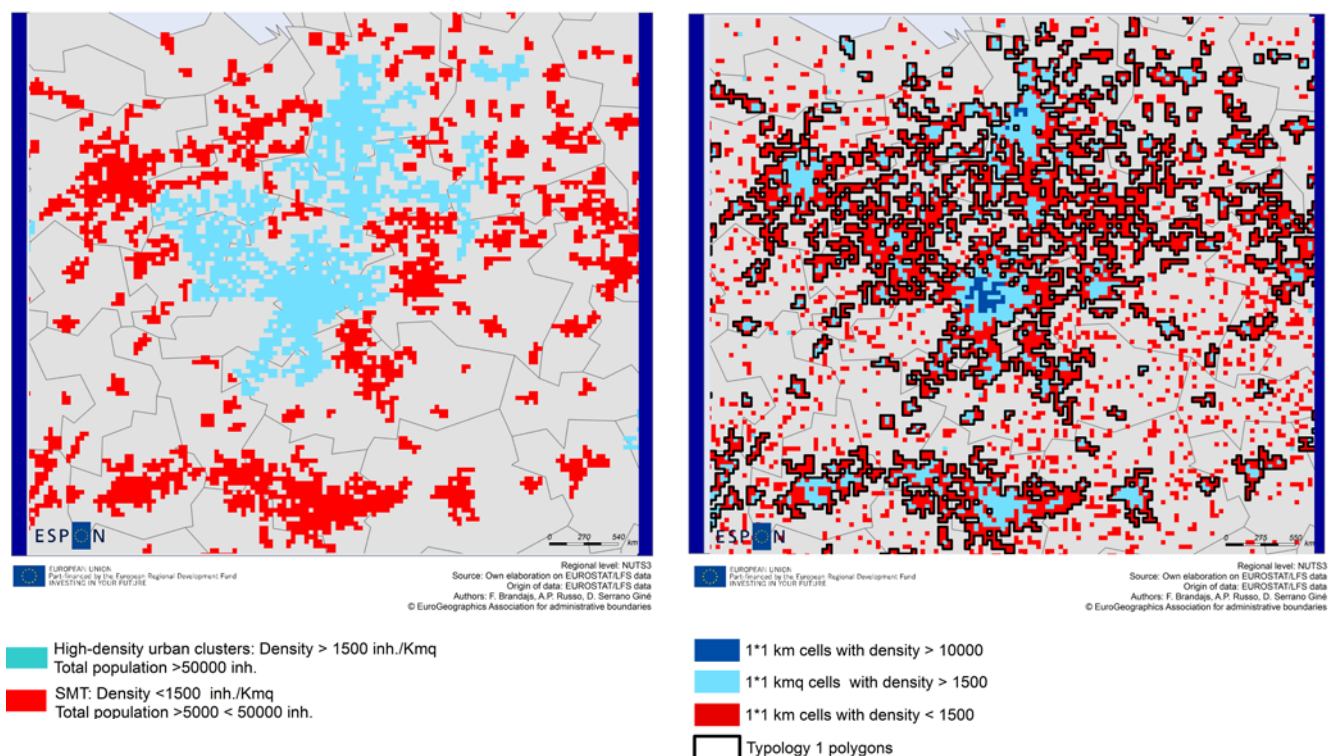 ESPON
0 270 540
km
EUROPEAN UNION
Part-financed by the European Regional Development Fund
INVESTING IN YOUR FUTURE
Regional level: NUTS3
Source: Own elaboration on EUROSTAT/LFS data
Origin of data: EUROSTAT/LFS data
Authors: F. Brandajs, A.P. Russo, D. Serrano Giné
© EuroGeographics Association for administrative boundaries
High-density urban clusters: Density > 1500 inh./Kmq
Total population >50000 inh.
SMT: Density <1500 inh./Kmq
Total population >5000 < 50000 inh.
ESPON
0 275 550
km
EUROPEAN UNION
Part-financed by the European Regional Development Fund
INVESTING IN YOUR FUTURE
Regional level: NUTS3
Source: Own elaboration on EUROSTAT/LFS data
Origin of data: EUROSTAT/LFS data
Authors: F. Brandajs, A.P. Russo, D. Serrano Giné
© EuroGeographics Association for administrative boundaries
1*1 km cells with density > 10000
1*1 kmq cells with density > 1500
1*1 km cells with density < 1500
Typology 1 polygons